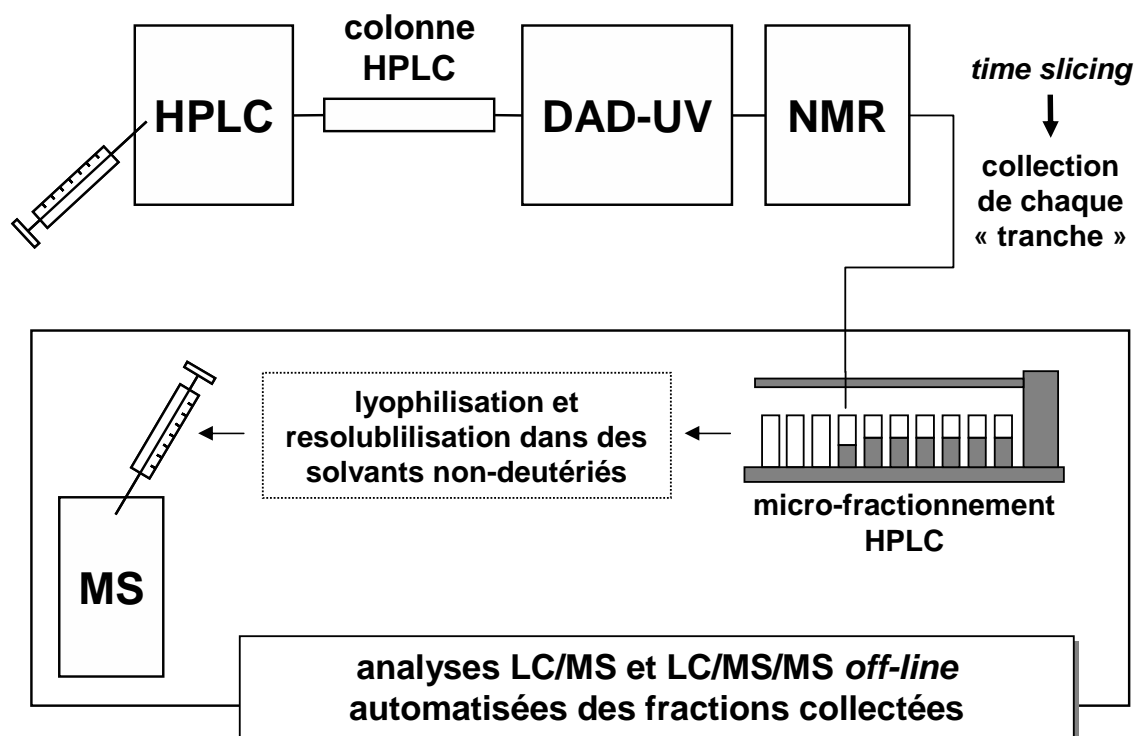 colonne
HPLC
HPLC
DAD-UV
NMR
time slicing
collection
de chaque
« tranche »
lyophilisation et
resolublilisation dans des
solvants non-deutériés
micro-fractionnement
HPLC
MS
analyses LC/MS et LC/MS/MS off-line
automatisées des fractions collectées